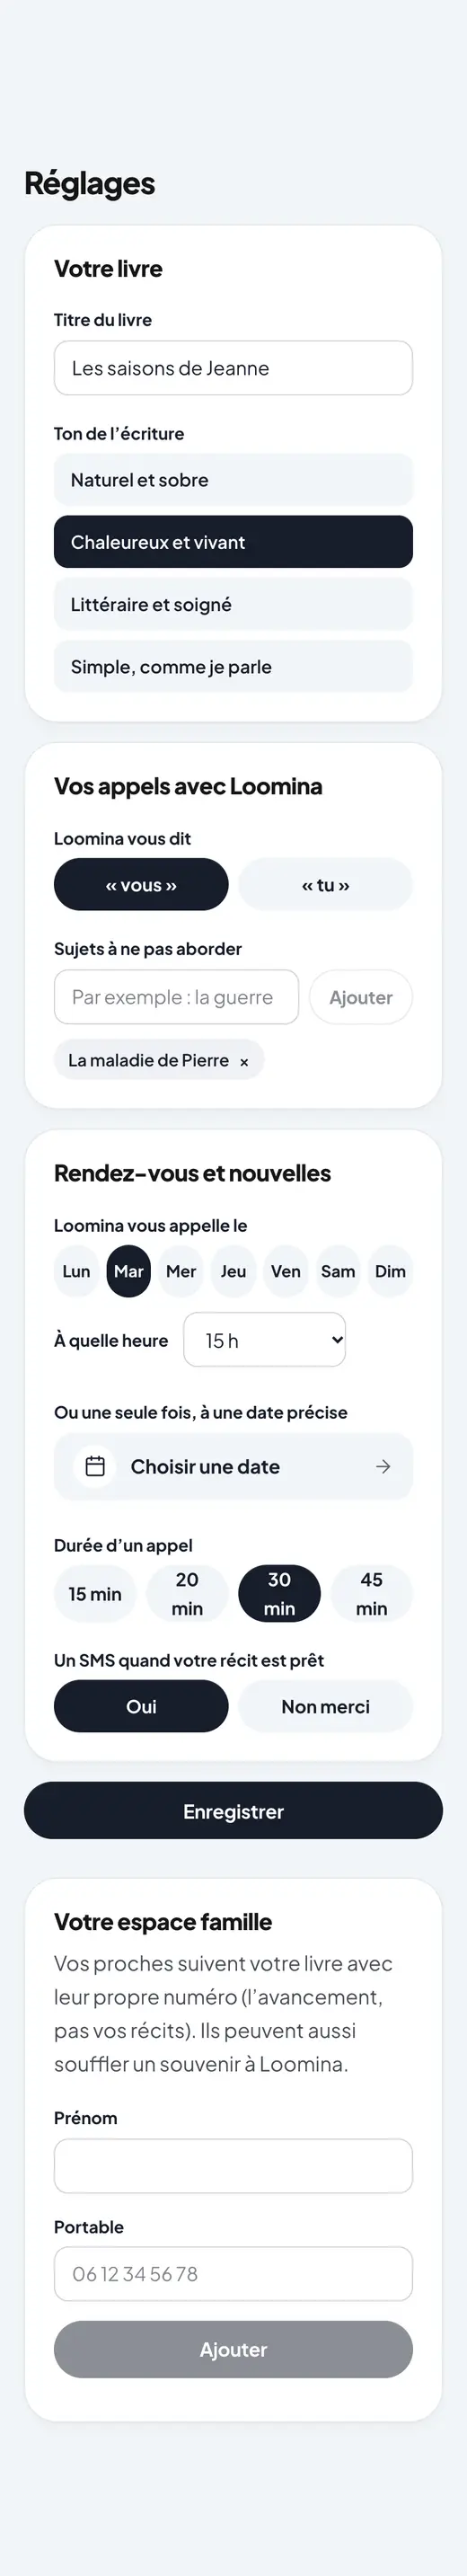 Réglages
Votre livre
Titre du livre
Les saisons de Jeanne
Ton de l’écriture
Naturel et sobre
Chaleureux et vivant
Littéraire et soigné
Simple, comme je parle
Vos appels avec Loomina
Loomina vous dit
« vous » « tu »
Sujets à ne pas aborder
Par exemple : la guerre Ajouter
La maladie de Pierre ×
Rendez-vous et nouvelles
Loomina vous appelle le
Lun Mar Mer Jeu Ven Sam Dim
À quelle heure 15 h
Ou une seule fois, à une date précise
Choisir une date →
Durée d’un appel
15 min 20 min 30 min 45 min
Un SMS quand votre récit est prêt
Oui Non merci
Enregistrer
Votre espace famille
Vos proches suivent votre livre avec
leur propre numéro (l’avancement,
pas vos récits). Ils peuvent aussi
souffler un souvenir à Loomina.
Prénom
Portable
06 12 34 56 78
Ajouter